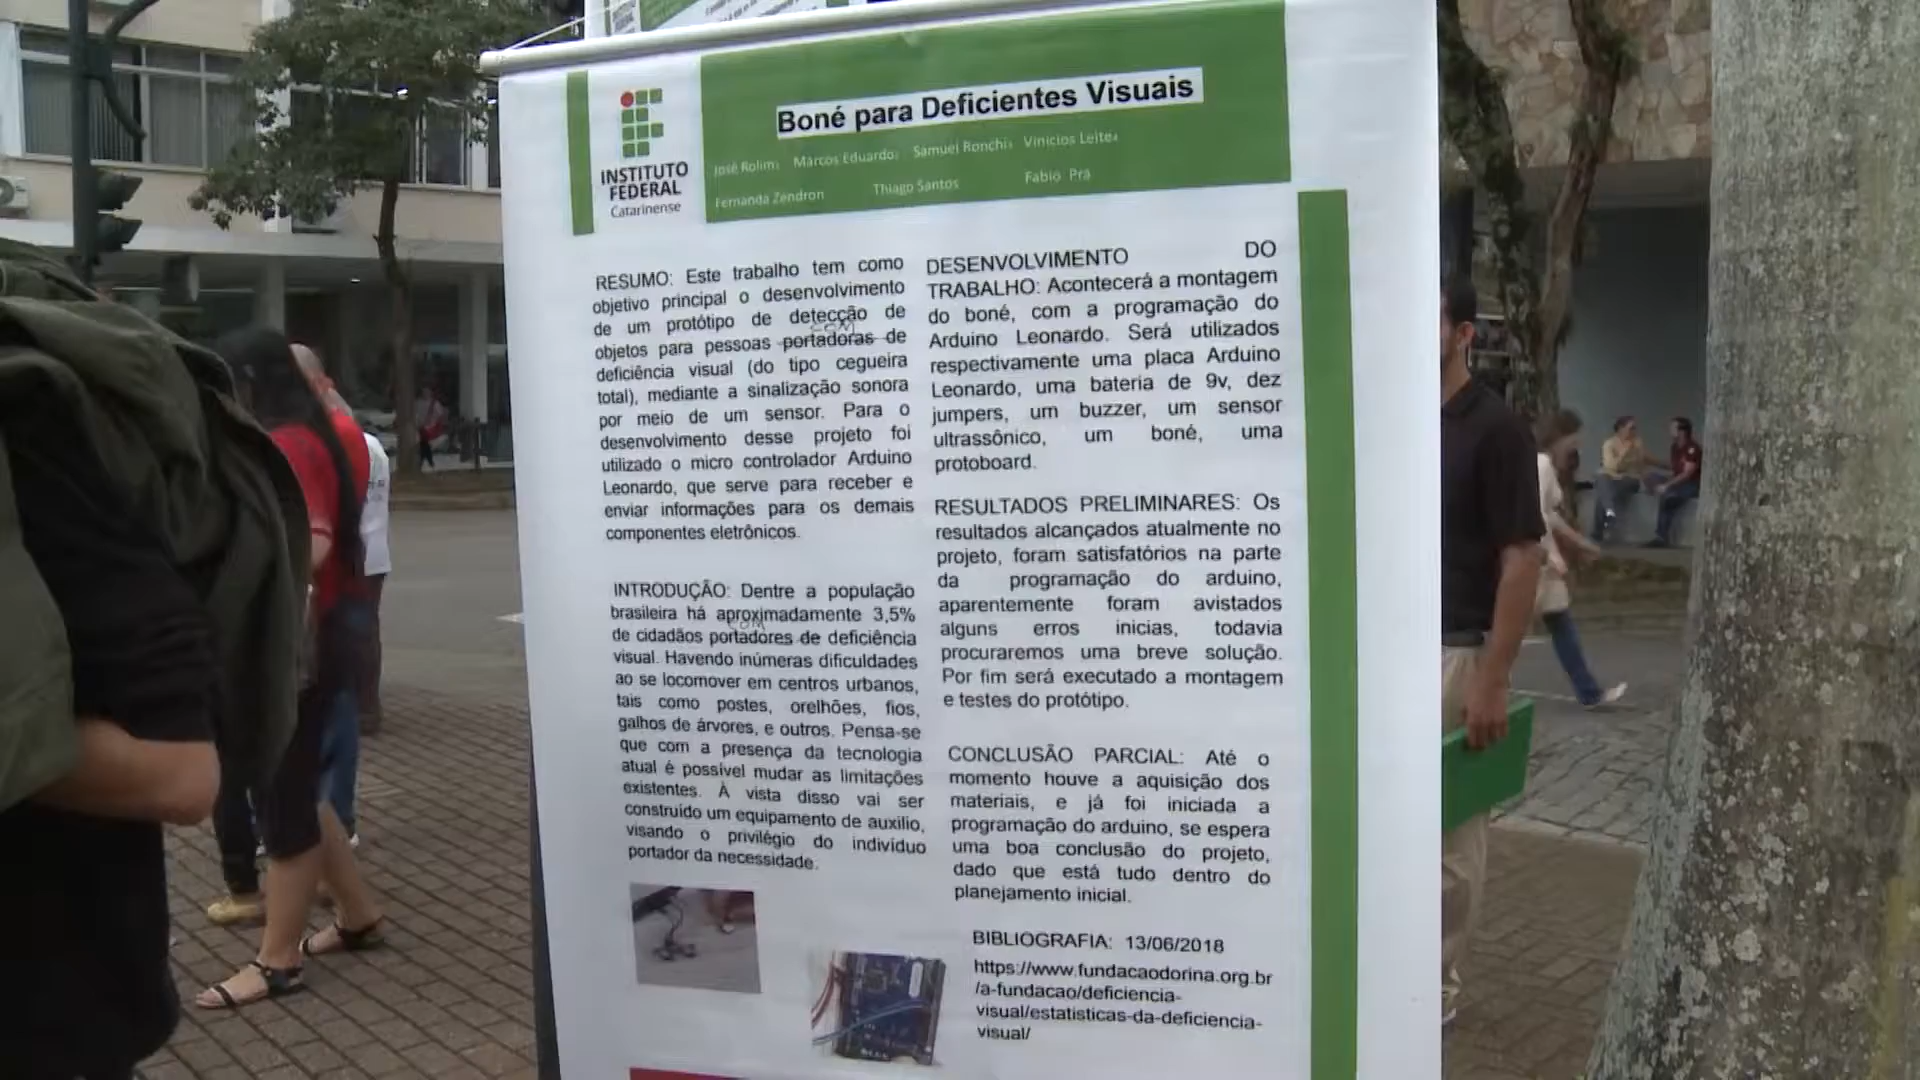 Boné para Deficientes Visuais
José Rolim Marcos Eduardo Samuel Ronchi Vinicios Leite
Fernanda Zendron Thiago Santos Fabio Prá
INSTITUTO
FEDERAL
Catarinense
RESUMO: Este trabalho tem como
objetivo principal o desenvolvimento
de um protótipo de detecção de
com
objetos para pessoas portadoras de
deficiência visual (do tipo cegueira
total), mediante a sinalização sonora
por meio de um sensor. Para o
desenvolvimento desse projeto foi
utilizado o micro controlador Arduino
Leonardo, que serve para receber e
enviar informações para os demais
componentes eletrônicos.
INTRODUÇÃO: Dentre a população
brasileira há aproximadamente 3,5%
com
de cidadãos portadores de deficiência
visual. Havendo inúmeras dificuldades
ao se locomover em centros urbanos,
tais como postes, orelhões, fios,
galhos de árvores, e outros. Pensa-se
que com a presença da tecnologia
atual é possível mudar as limitações
existentes. À vista disso vai ser
construído um equipamento de auxilio,
visando o privilégio do indivíduo
portador da necessidade.
DESENVOLVIMENTO DO
TRABALHO: Acontecerá a montagem
do boné, com a programação do
Arduino Leonardo. Será utilizados
respectivamente uma placa Arduino
Leonardo, uma bateria de 9v, dez
jumpers, um buzzer, um sensor
ultrassônico, um boné, uma
protoboard.
RESULTADOS PRELIMINARES: Os
resultados alcançados atualmente no
projeto, foram satisfatórios na parte
da programação do arduino,
aparentemente foram avistados
alguns erros inicias, todavia
procuraremos uma breve solução.
Por fim será executado a montagem
e testes do protótipo.
CONCLUSÃO PARCIAL: Até o
momento houve a aquisição dos
materiais, e já foi iniciada a
programação do arduino, se espera
uma boa conclusão do projeto,
dado que está tudo dentro do
planejamento inicial.
BIBLIOGRAFIA: 13/06/2018
https://www.fundacaodorina.org.br
/a-fundacao/deficiencia-
visual/estatisticas-da-deficiencia-
visual/